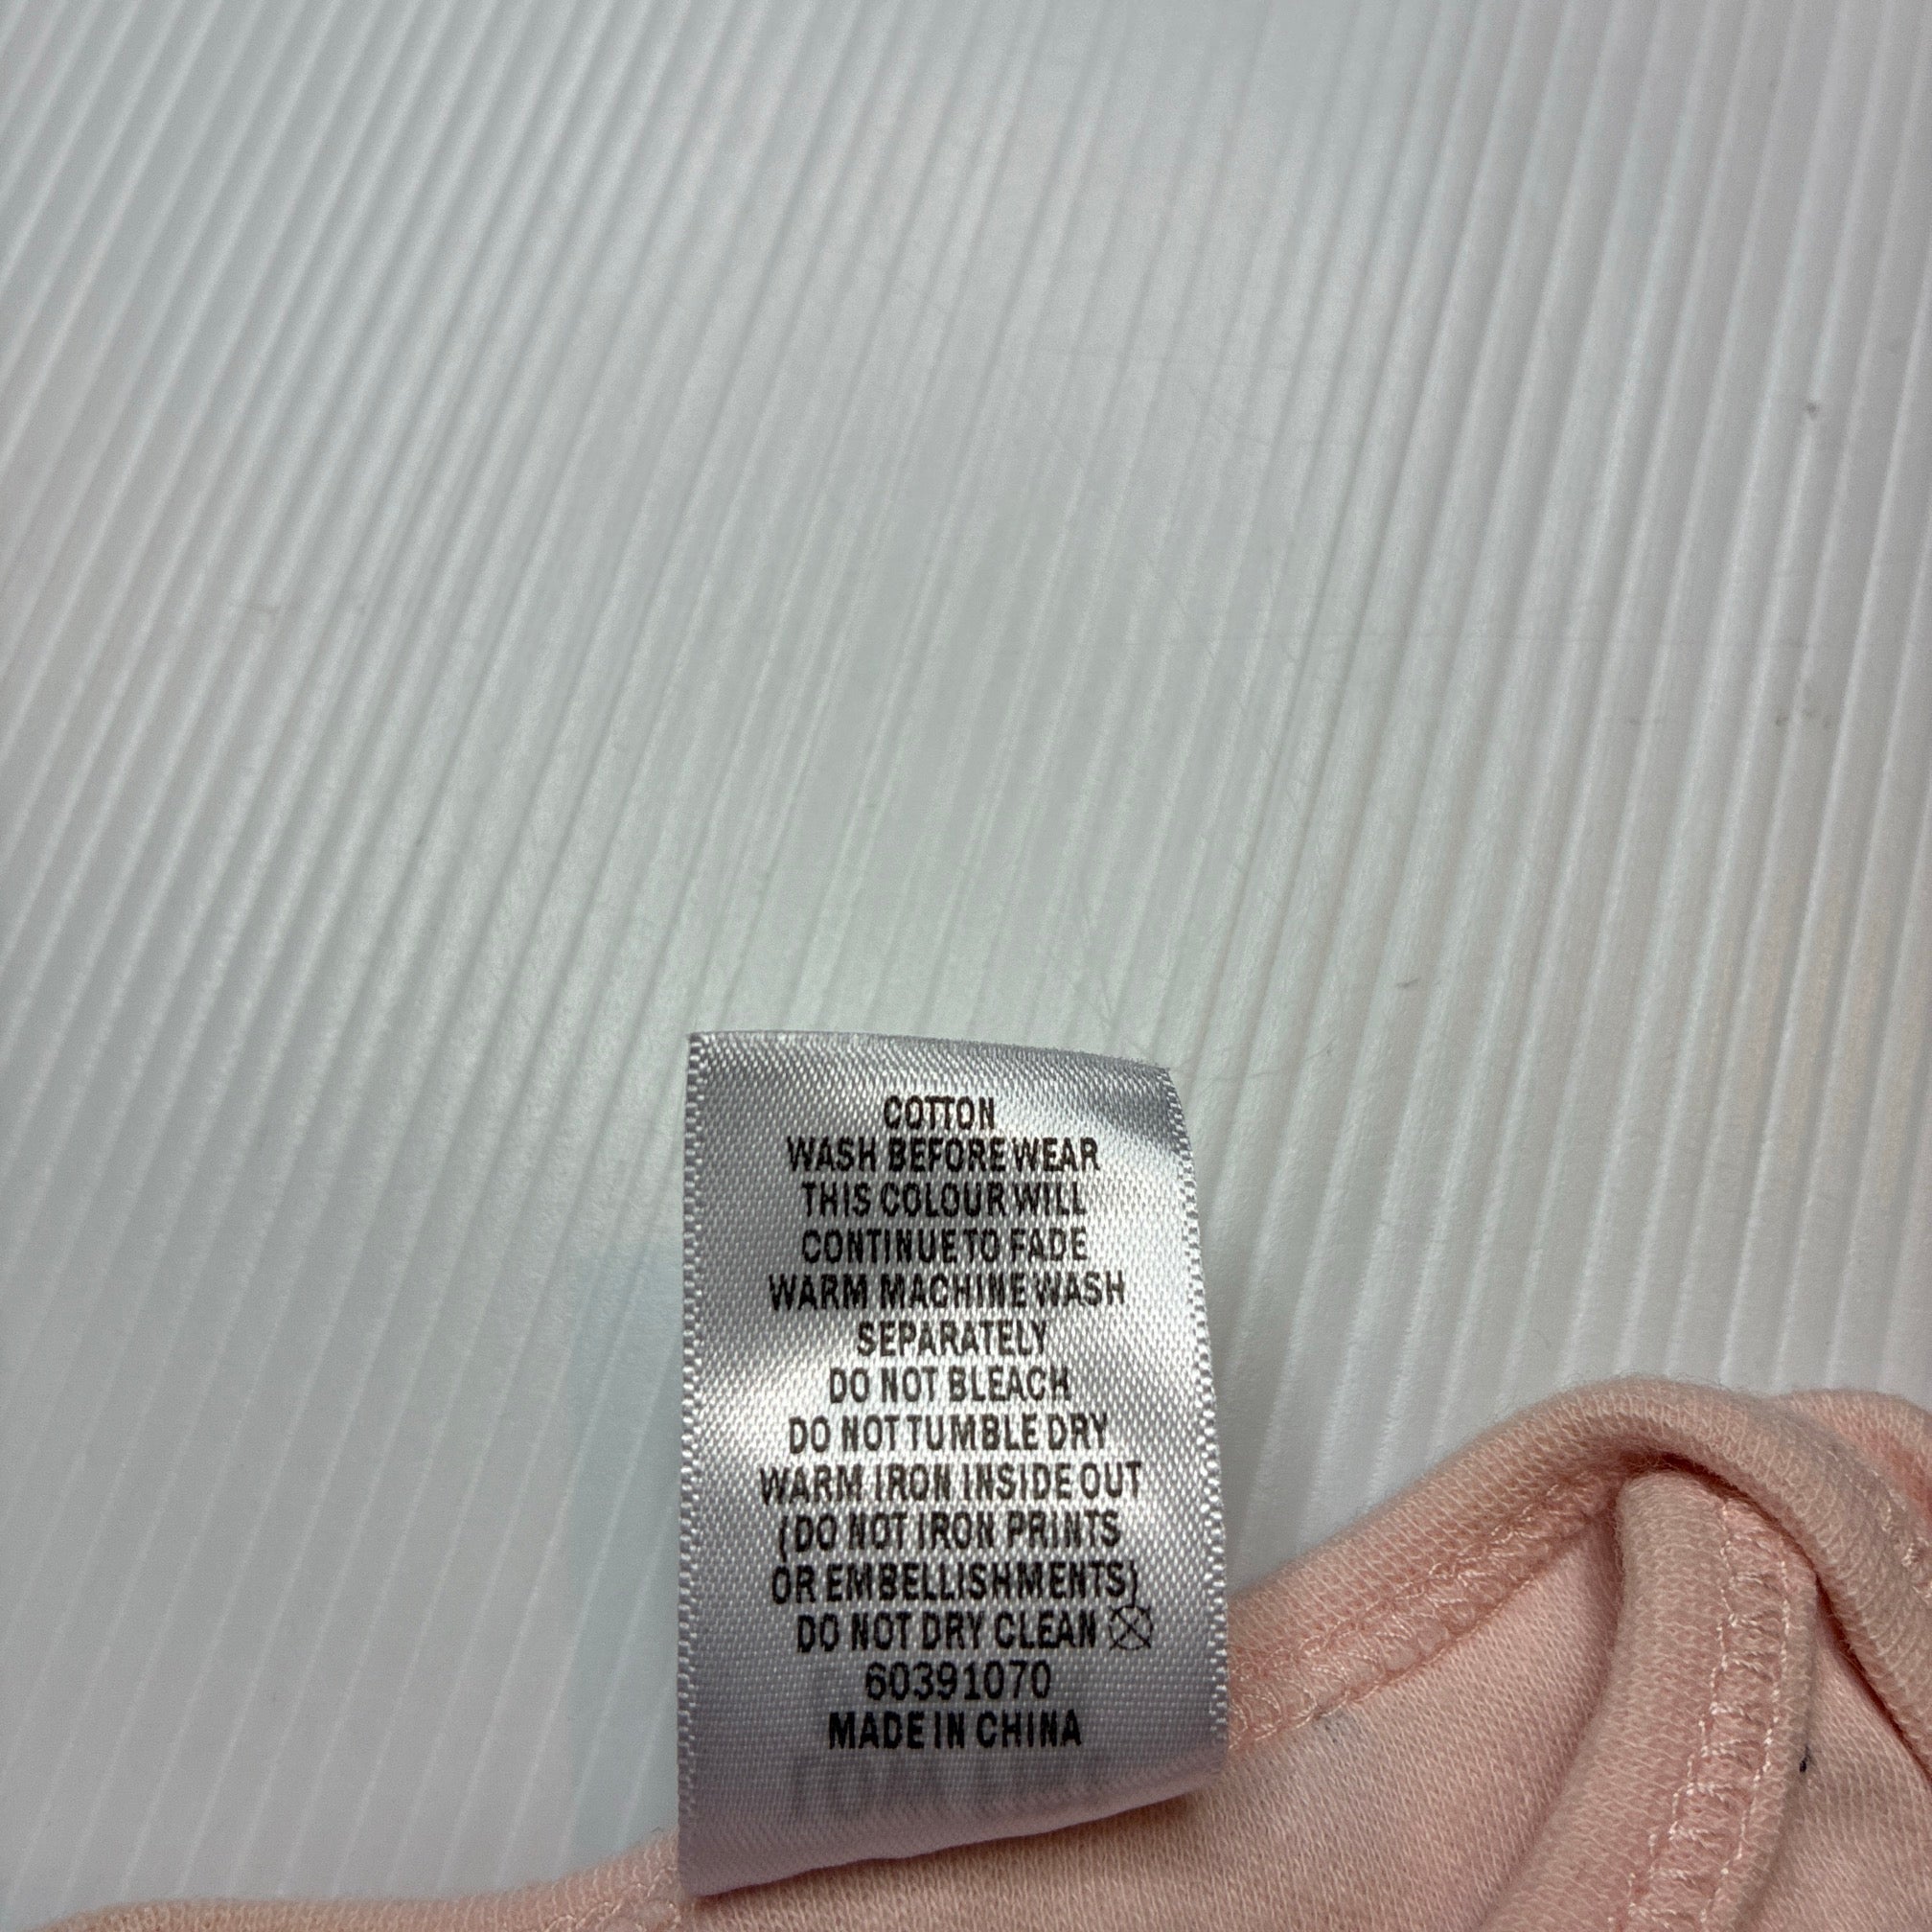 COTTON
WASH BEFORE WEAR
THIS COLOUR WILL
CONTINUE TO FADE
WARM MACHINE WASH
SEPARATELY
DO NOT BLEACH
DO NOT TUMBLE DRY
WARM IRON INSIDE OUT
(DO NOT IRON PRINTS
OR EMBELLISHMENTS)
DO NOT DRY CLEAN
60391070
MADE IN CHINA